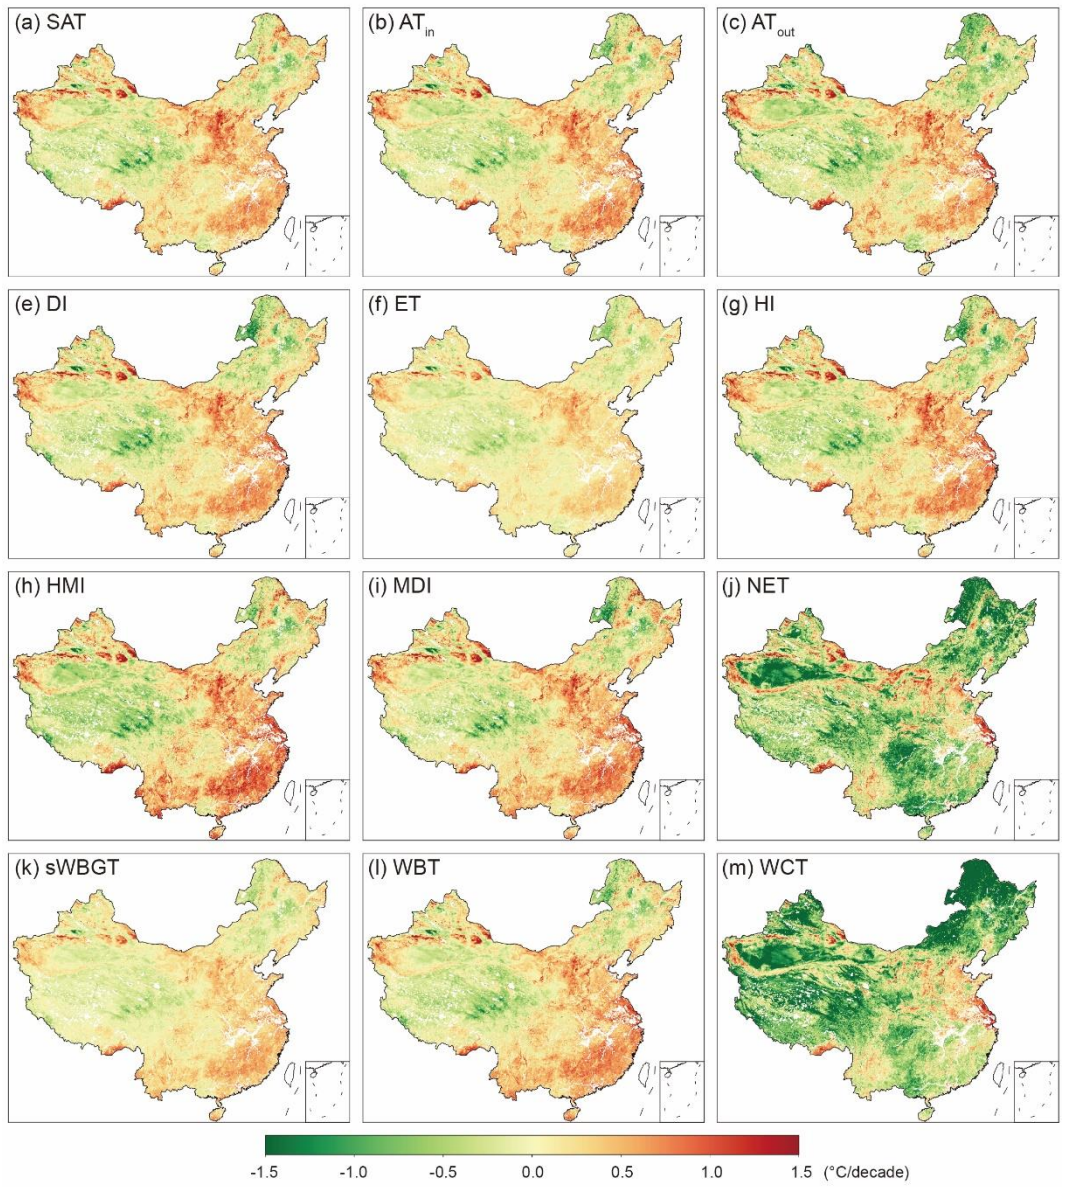 (a) SAT
(b) ATin
(c) ATout
(e) DI
(f) ET
(g) HI
(h) HMI
(i) MDI
(j) NET
(k) sWBGT
(l) WBT
(m) WCT
-1.5 -1.0 -0.5 0.0 0.5 1.0 1.5 (°C/decade)